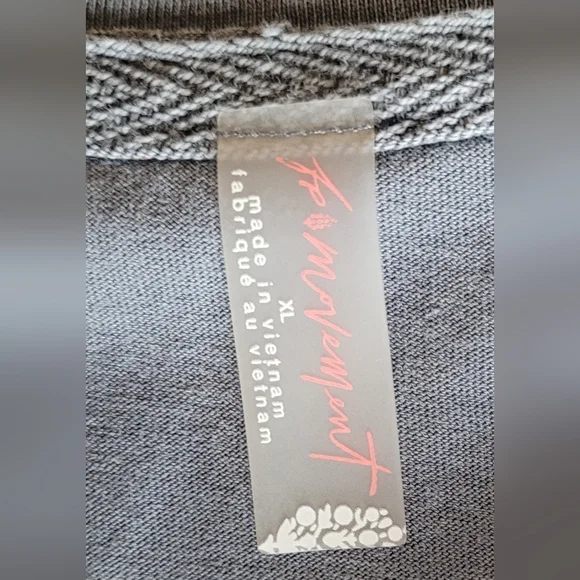 fp movement
XL
made in vietnam
fabriqué au vietnam